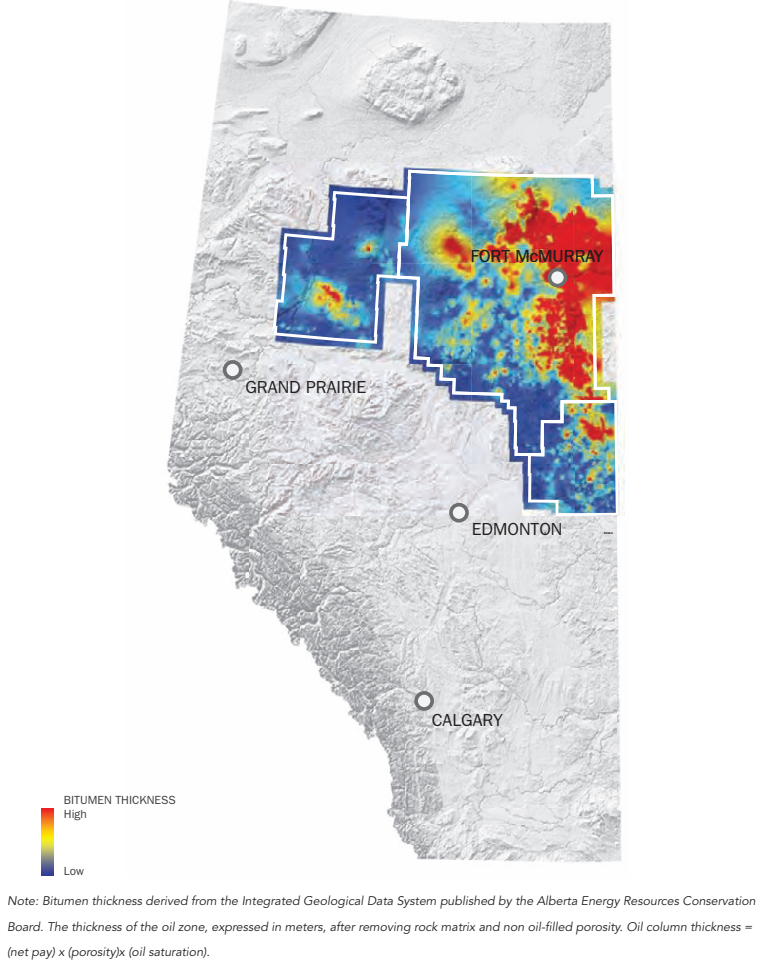 FORT McMURRAY
GRAND PRAIRIE
EDMONTON
CALGARY
BITUMEN THICKNESS
High
Low
Note: Bitumen thickness derived from the Integrated Geological Data System published by the Alberta Energy Resources Conservation
Board. The thickness of the oil zone, expressed in meters, after removing rock matrix and non oil-filled porosity. Oil column thickness =
(net pay) x (porosity)x (oil saturation).